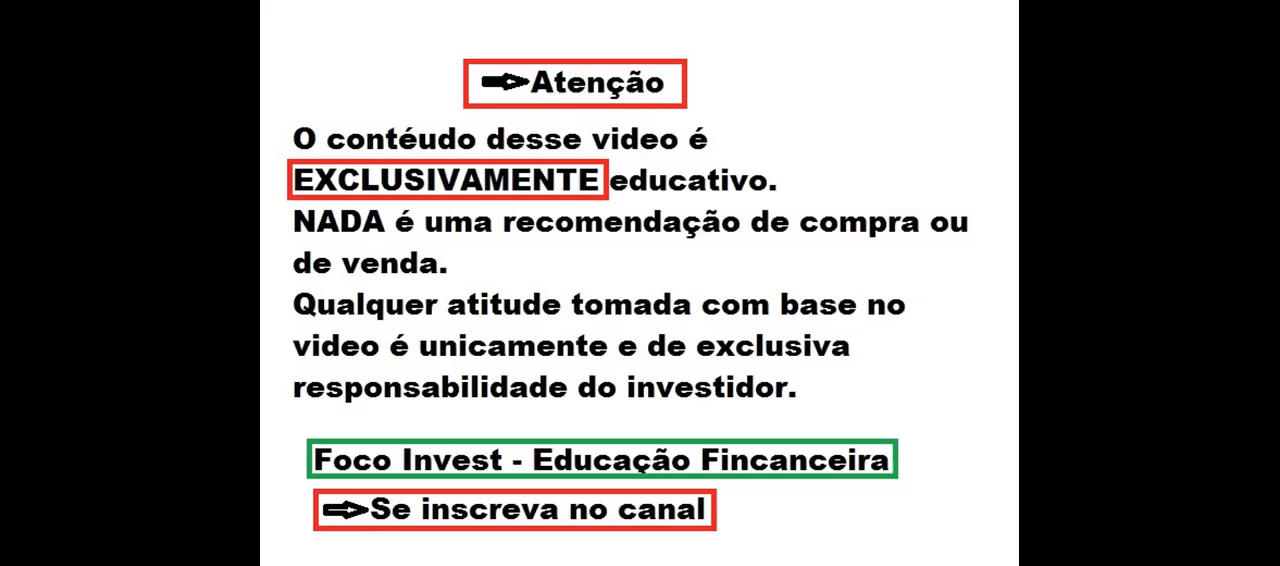 Atenção
O contéudo desse video é
EXCLUSIVAMENTE educativo.
NADA é uma recomendação de compra ou
de venda.
Qualquer atitude tomada com base no
video é unicamente e de exclusiva
responsabilidade do investidor.
Foco Invest - Educação Fincanceira
Se inscreva no canal